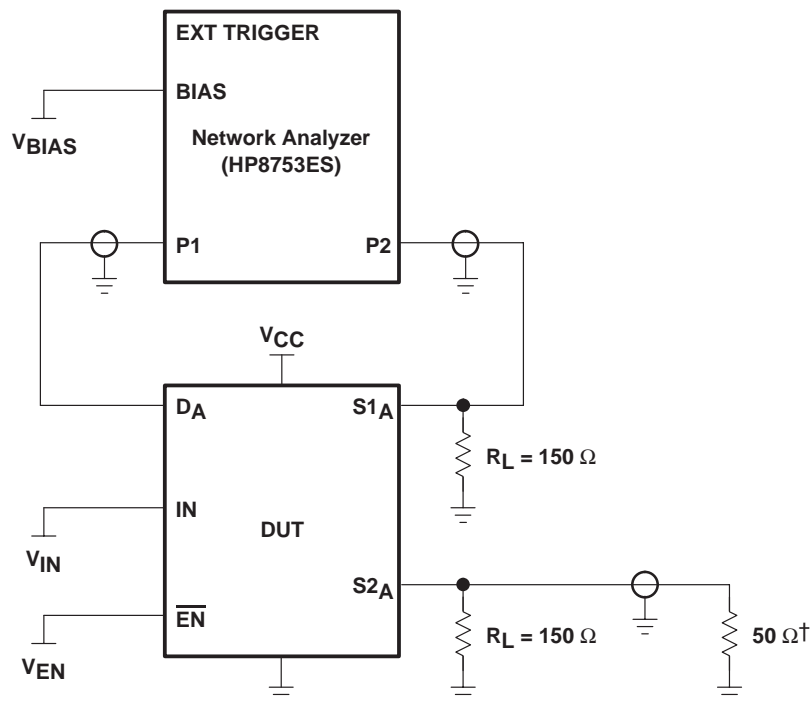 EXT TRIGGER
BIAS
VBIAS
Network Analyzer
(HP8753ES)
P1
P2
VCC
DA
S1A
RL = 150 Ω
IN
DUT
VIN
S2A
EN
RL = 150 Ω
50 Ω†
VEN